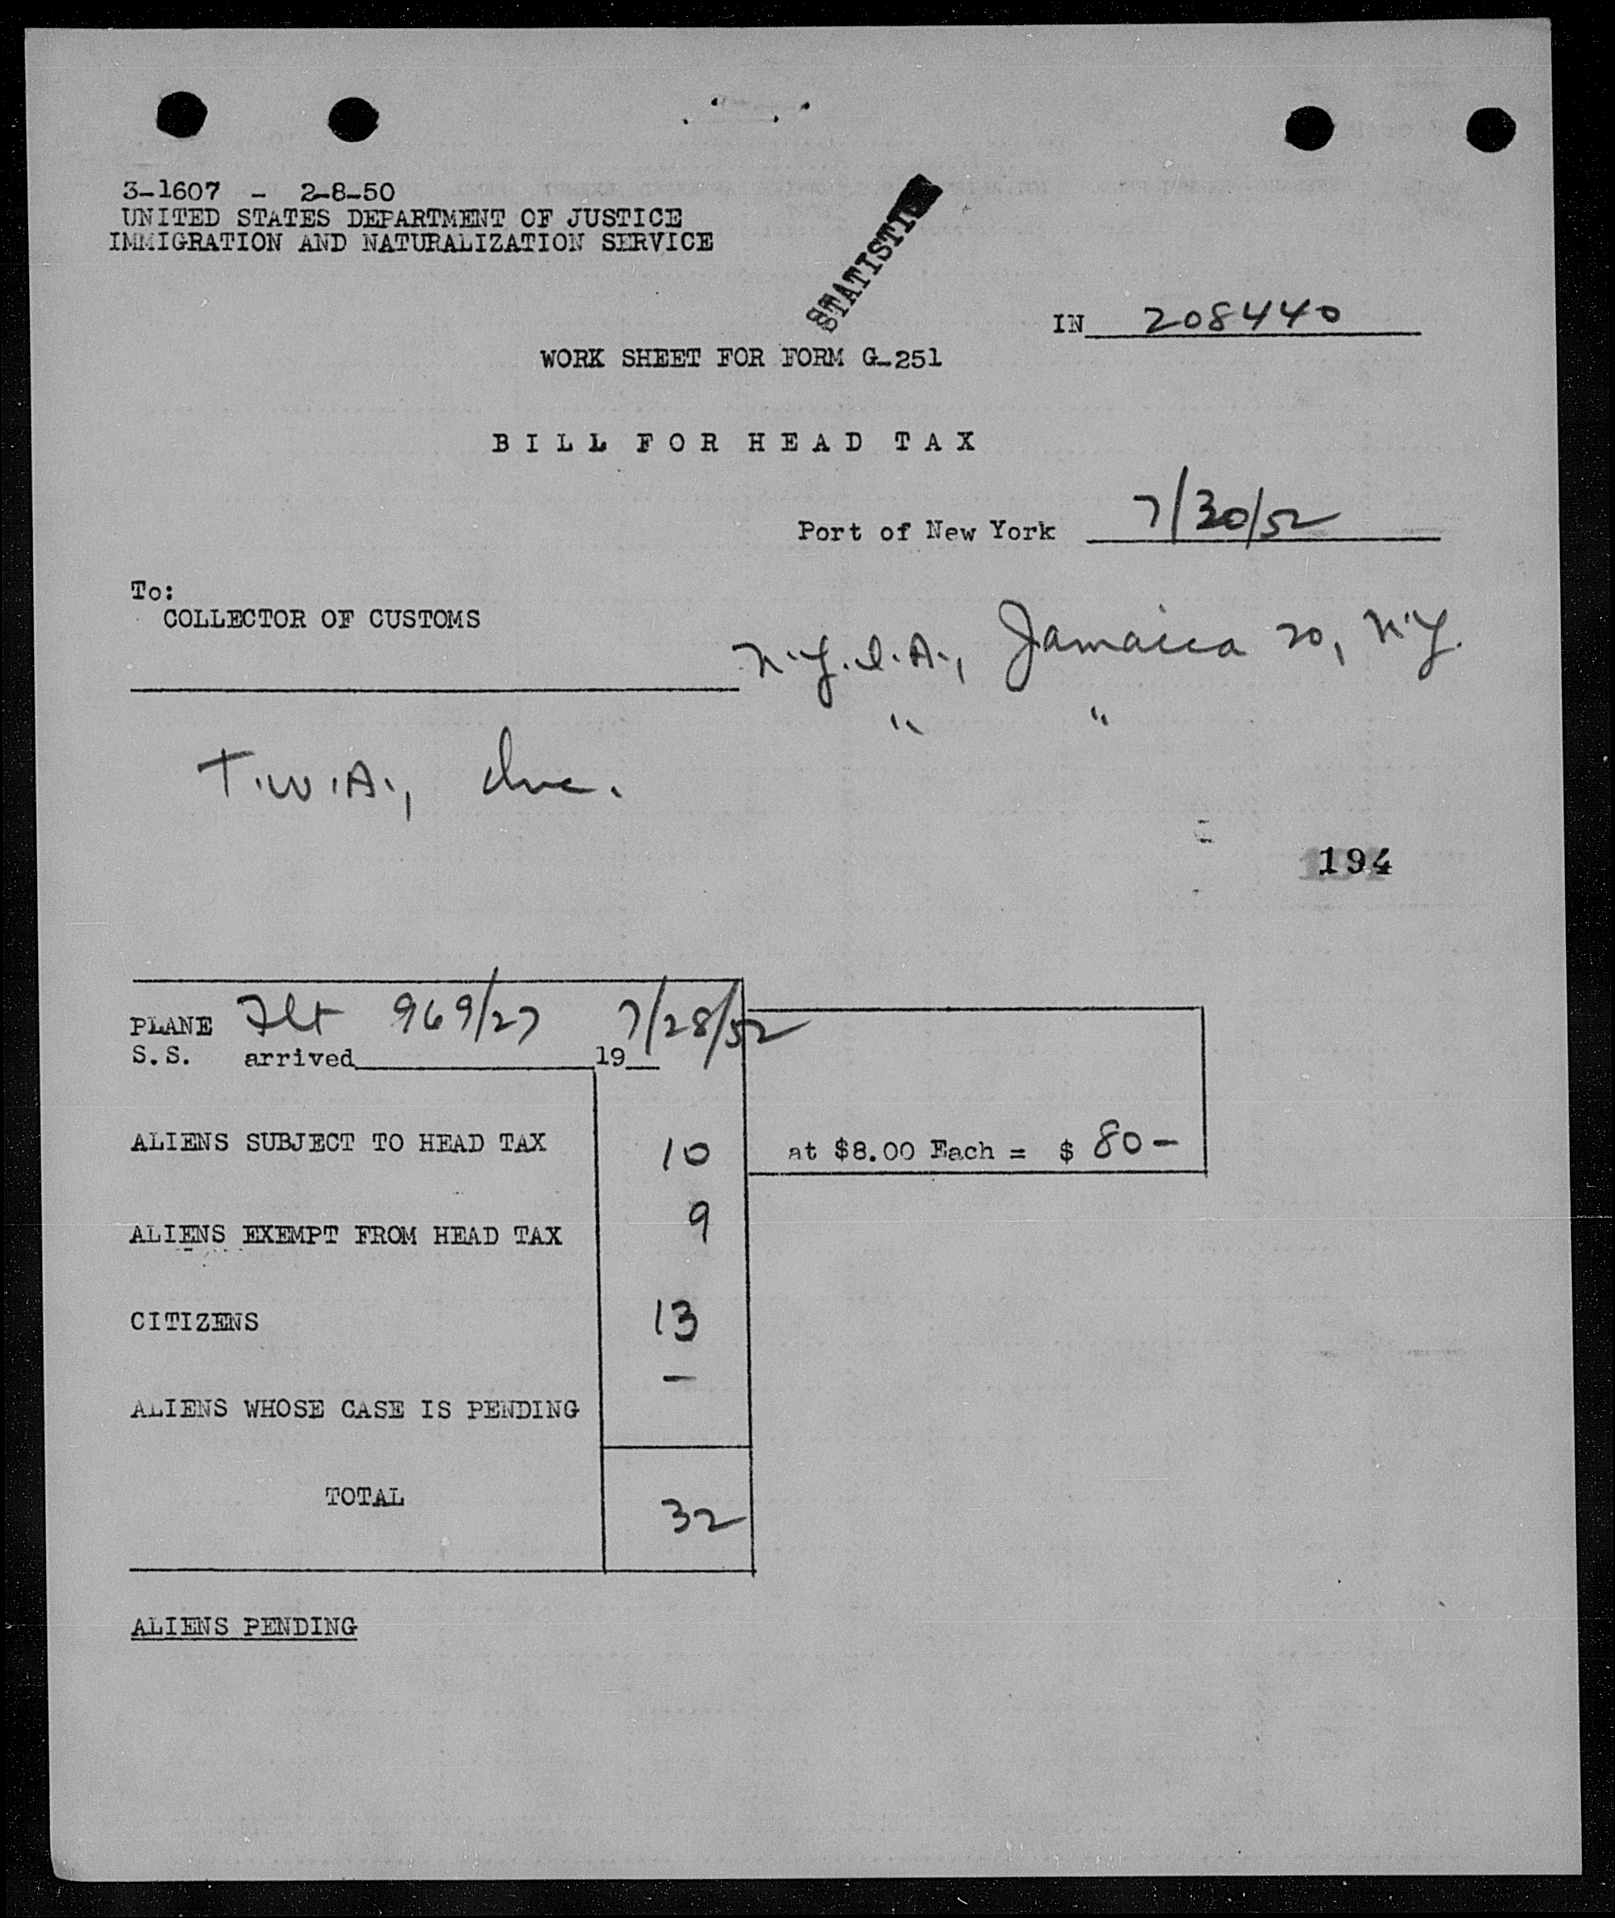 3-1607 - 2-8-50
UNITED STATES DEPARTMENT OF JUSTICE
IMMIGRATION AND NATURALIZATION SERVICE
STATISTICS
IN 208440
WORK SHEET FOR FORM G-251
BILL FOR HEAD TAX
Port of New York 7/30/52
To:
COLLECTOR OF CUSTOMS
N.Y.I.A., Jamaica 20, N.Y.
" "
T.W.A., Inc.
194
PLANE Flt 969/27 7/28/52
S.S. arrived 19
ALIENS SUBJECT TO HEAD TAX 10 at $8.00 Each = $ 80-
ALIENS EXEMPT FROM HEAD TAX 9
CITIZENS 13
ALIENS WHOSE CASE IS PENDING -
TOTAL 32
ALIENS PENDING